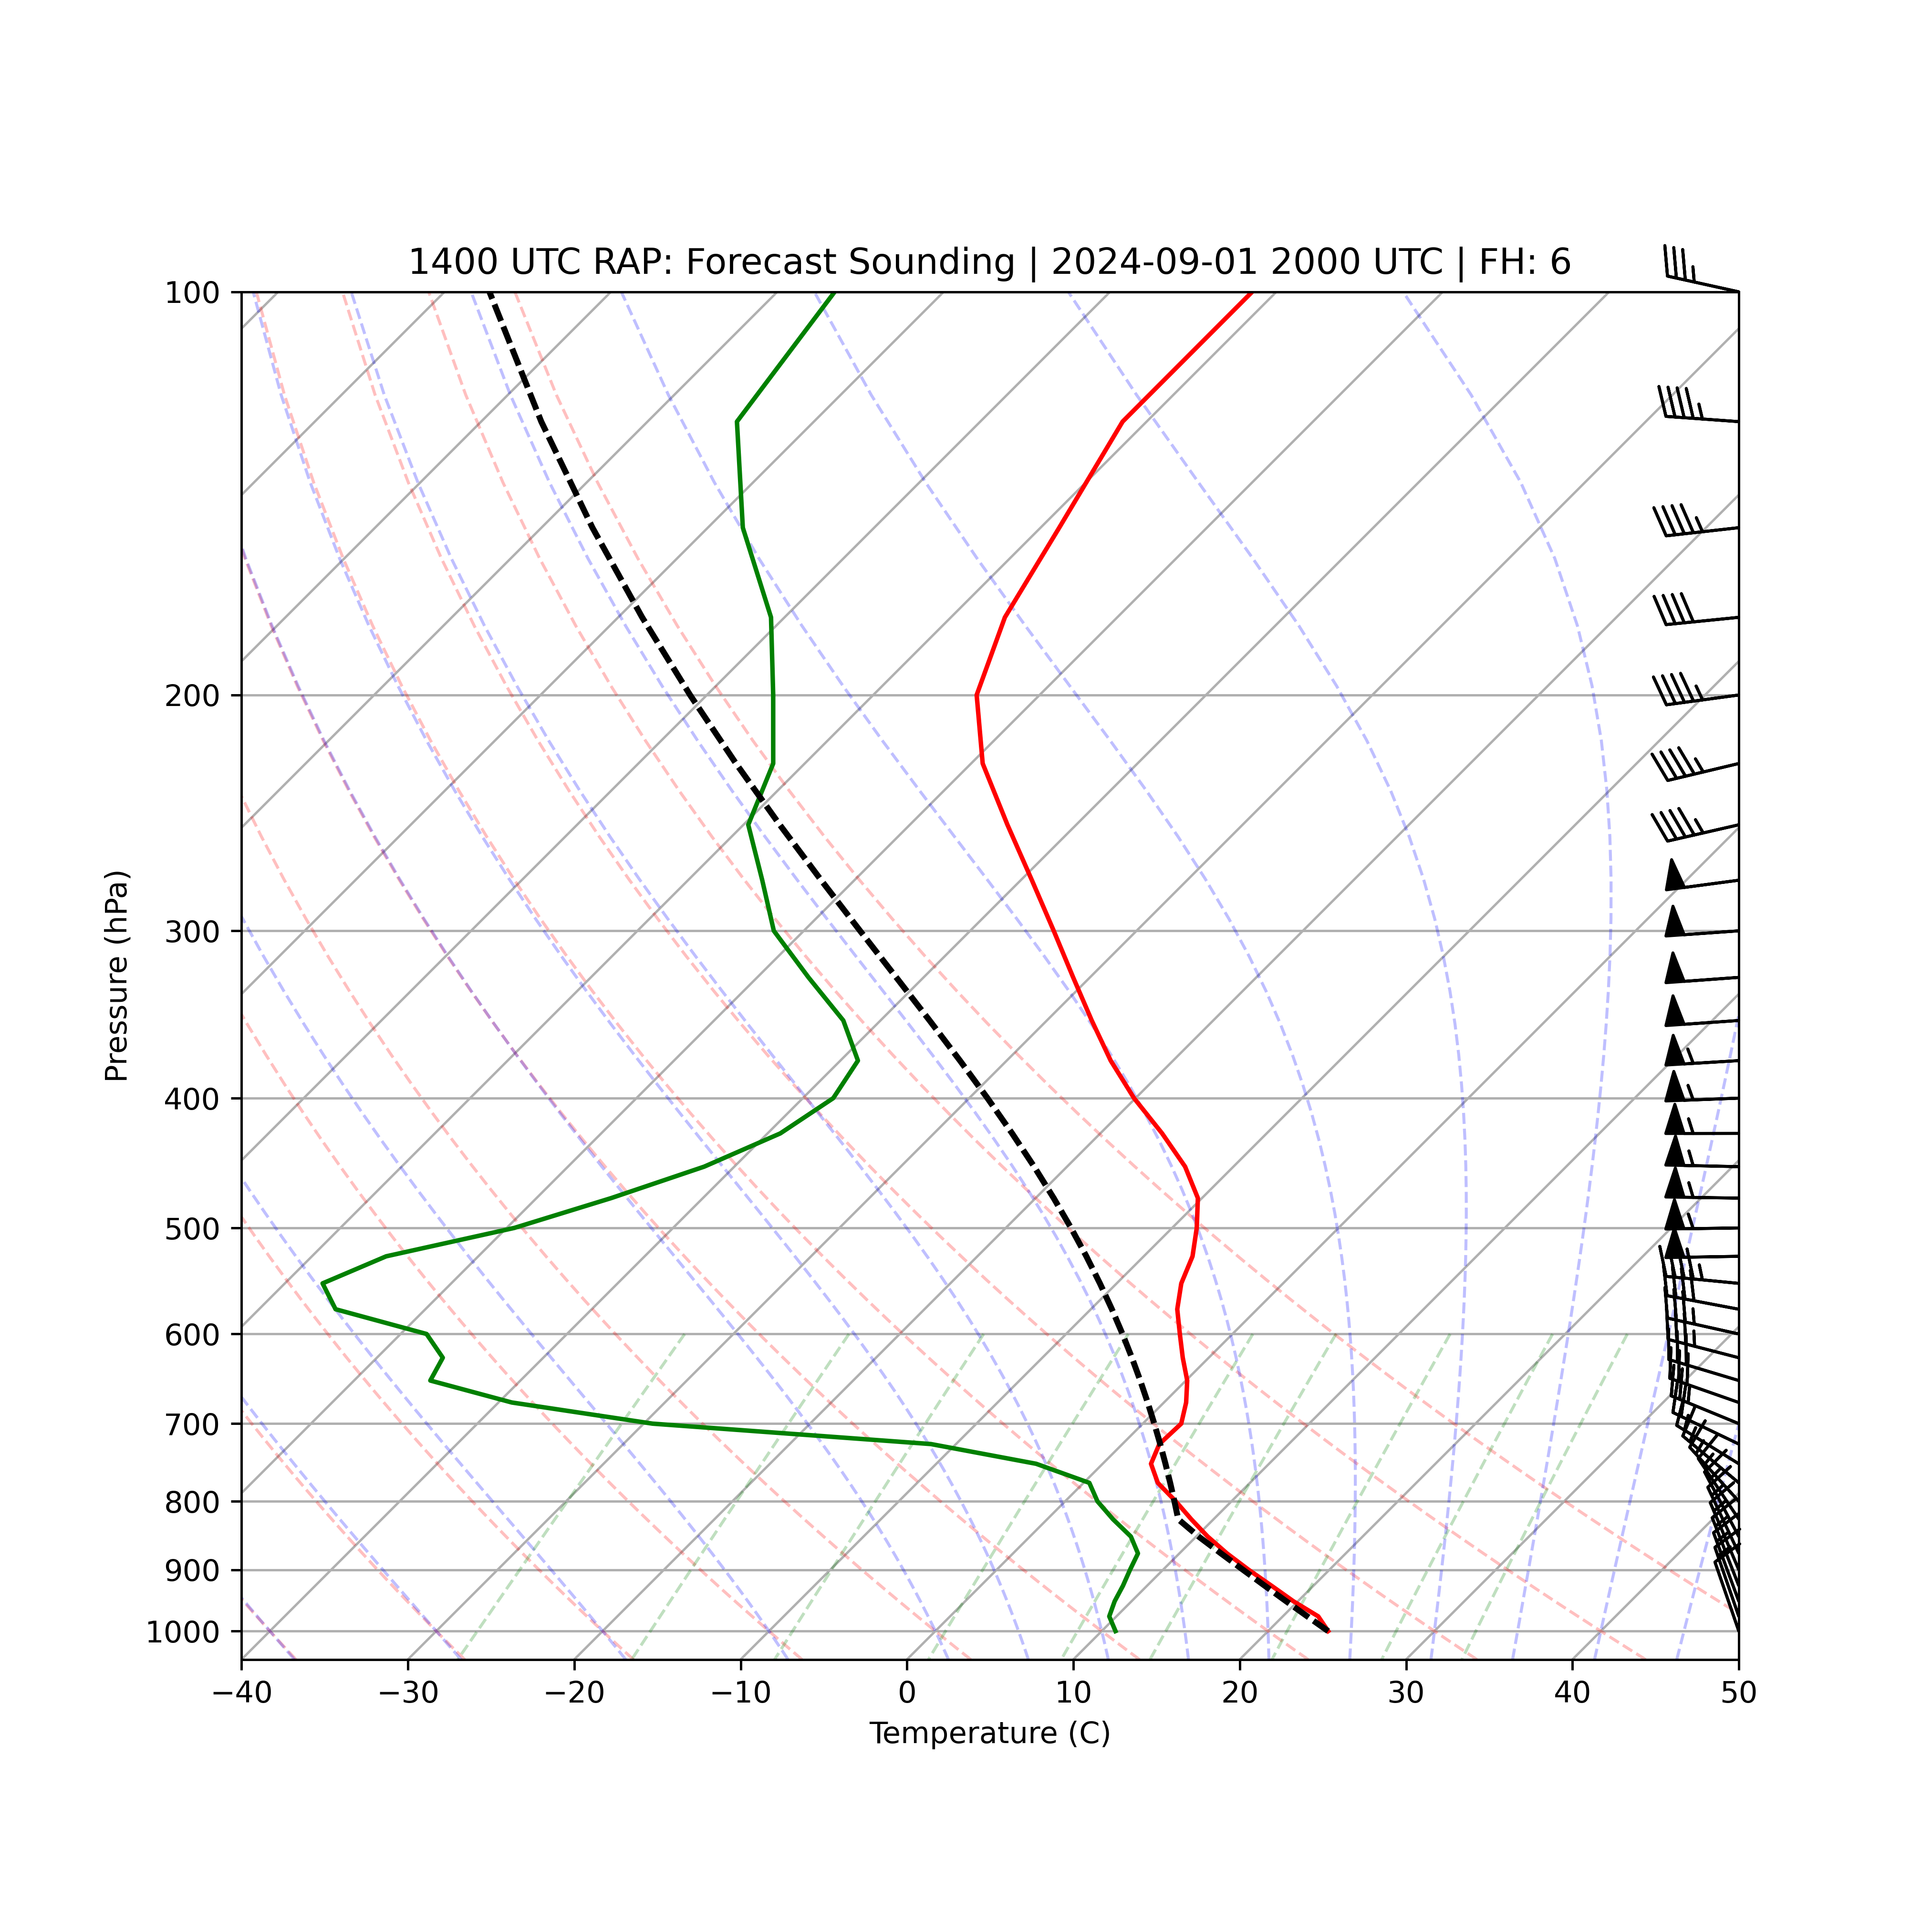 1400 UTC RAP: Forecast Sounding | 2024-09-01 2000 UTC | FH: 6
100
200
300
400
500
600
700
800
900
1000
Pressure (hPa)
−40 −30 −20 −10 0 10 20 30 40 50
Temperature (C)